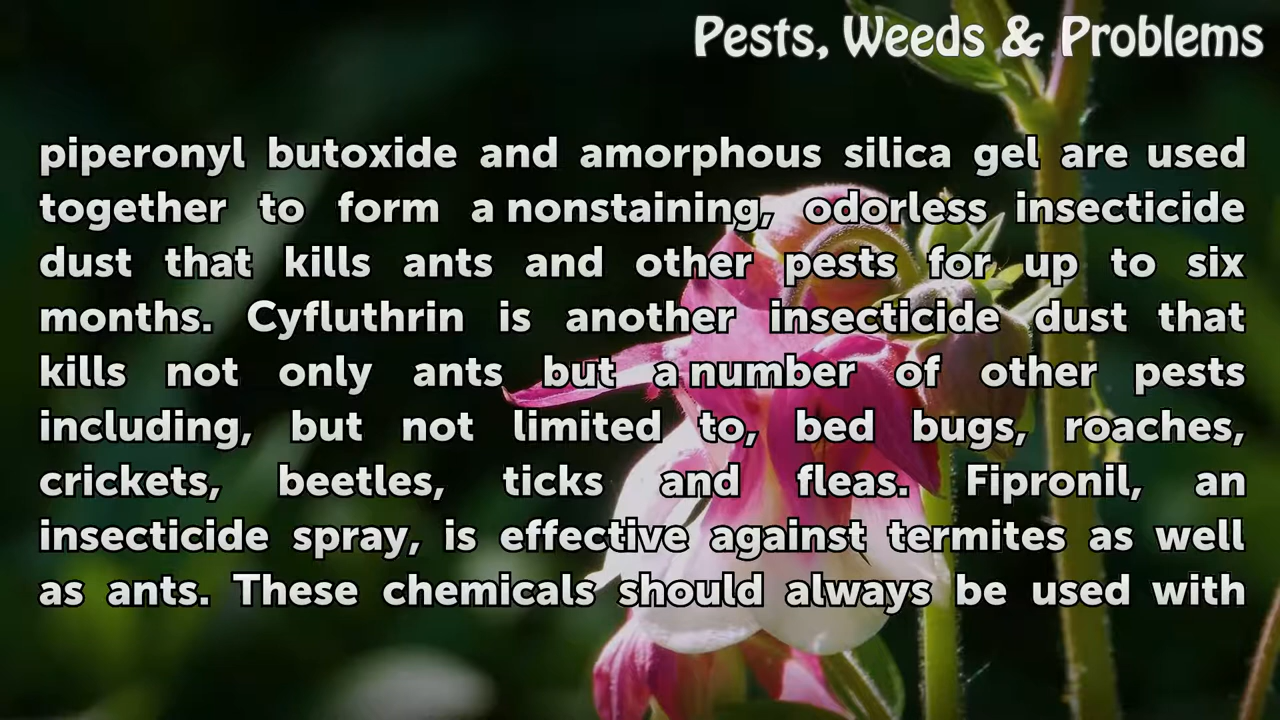 Pests, Weeds & Problems
piperonyl butoxide and amorphous silica gel are used
together to form a nonstaining, odorless insecticide
dust that kills ants and other pests for up to six
months. Cyfluthrin is another insecticide dust that
kills not only ants but a number of other pests
including, but not limited to, bed bugs, roaches,
crickets, beetles, ticks and fleas. Fipronil, an
insecticide spray, is effective against termites as well
as ants. These chemicals should always be used with